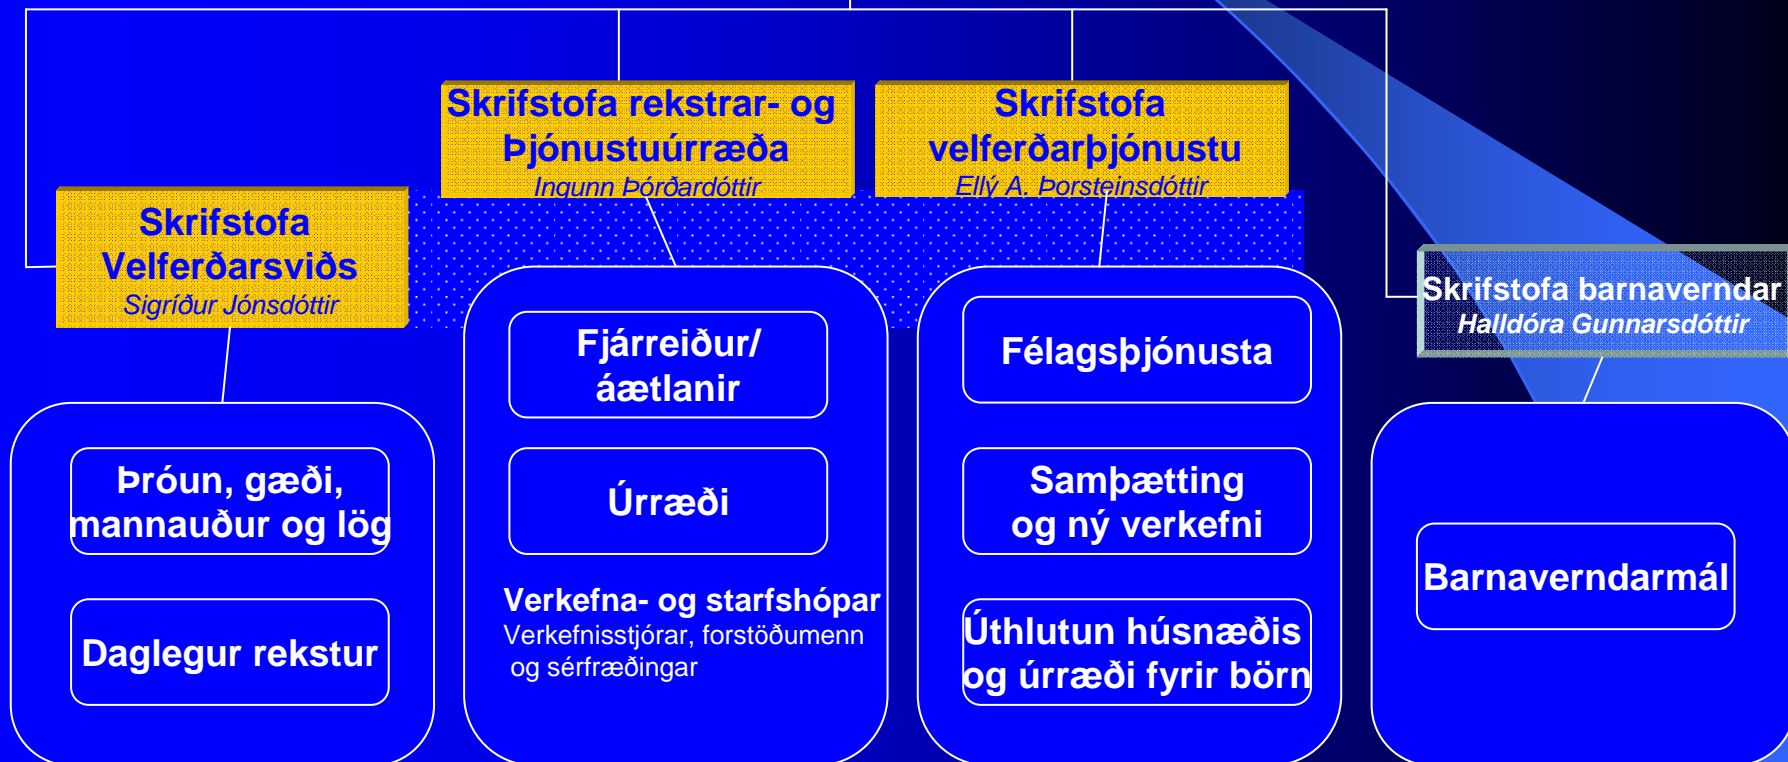 Skrifstofa rekstrar- og
Þjónustuúrræða
Ingunn Þórðardóttir
Skrifstofa
velferðarþjónustu
Ellý A. Þorsteinsdóttir
Skrifstofa
Velferðarsviðs
Sigríður Jónsdóttir
Skrifstofa barnaverndar
Halldóra Gunnarsdóttir
Þróun, gæði,
mannauður og lög
Daglegur rekstur
Fjárreiður/
áætlanir
Úrræði
Verkefna- og starfshópar
Verkefnisstjórar, forstöðumenn
og sérfræðingar
Félagsþjónusta
Samþætting
og ný verkefni
Úthlutun húsnæðis
og úrræði fyrir börn
Barnaverndarmál